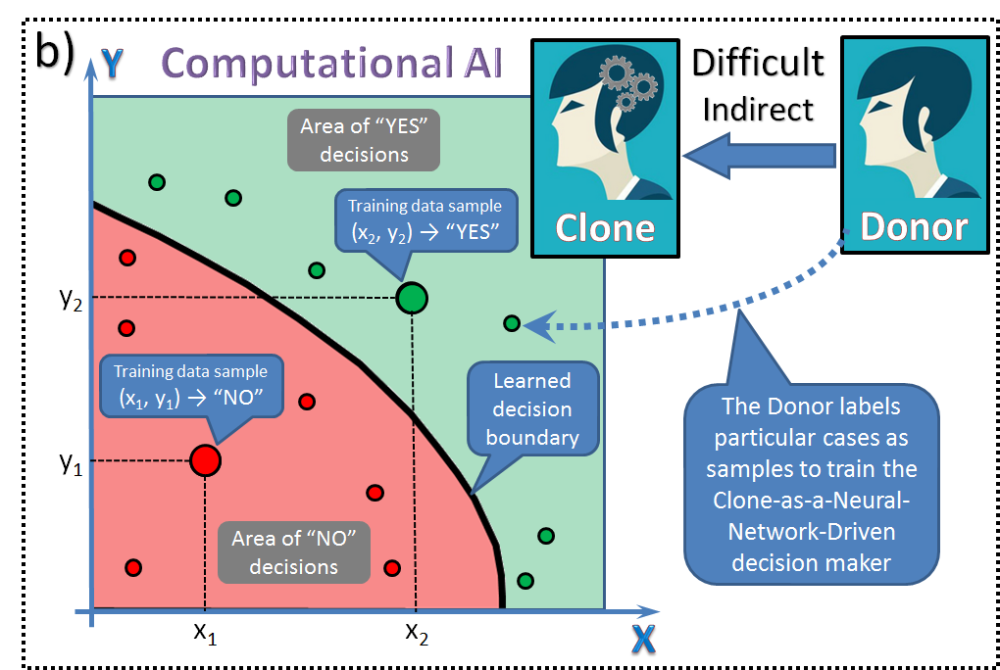 b)
Y
Computational AI
Area of “YES”
decisions
Training data sample
(x₂, y₂) → “YES”
Clone
Difficult
Indirect
Donor
y₂
Training data sample
(x₁, y₁) → “NO”
Learned
decision
boundary
The Donor labels
particular cases as
samples to train the
Clone-as-a-Neural-
Network-Driven
decision maker
y₁
Area of “NO”
decisions
x₁
x₂
X